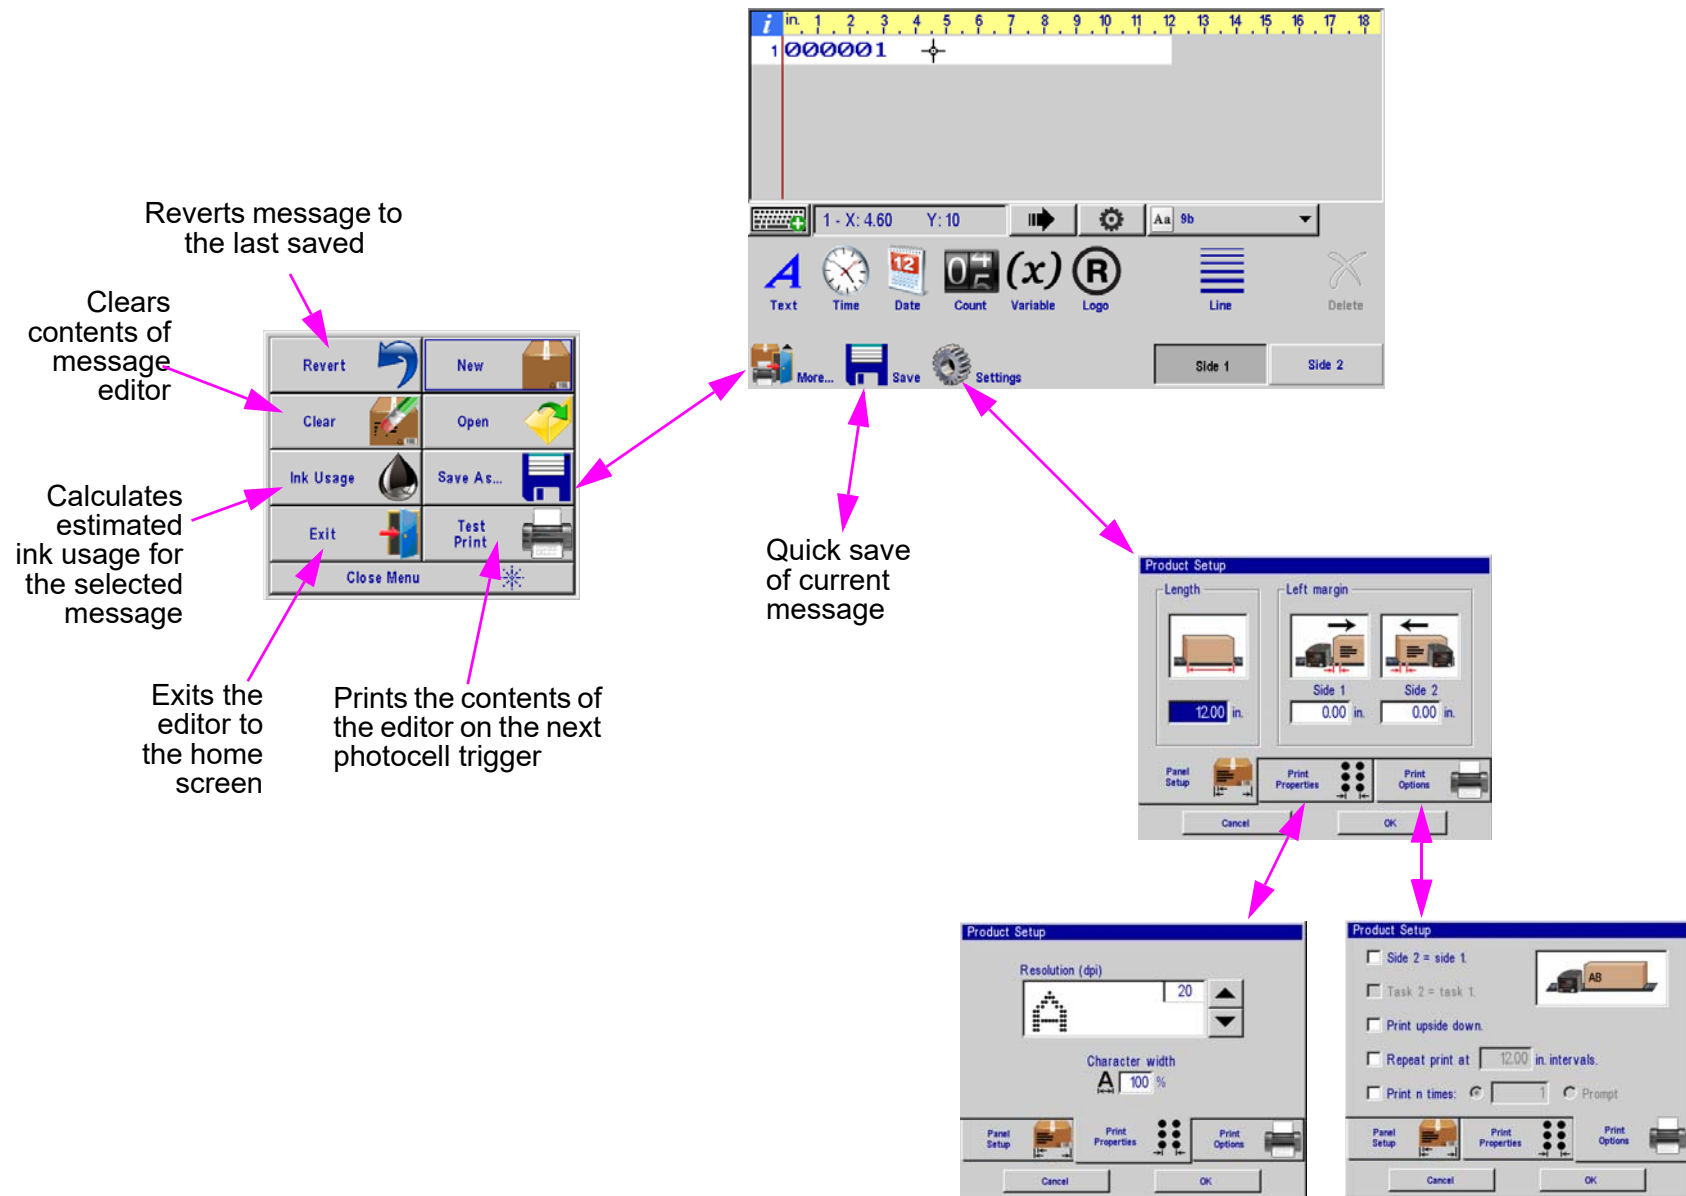 i in. 1 2 3 4 5 6 7 8 9 10 11 12 13 14 15 16 17 18
1 000001
1 - X: 4.60 Y: 10 Aa 9b
12
Text Time Date Count Variable Logo Line Delete
More... Save Settings Side 1 Side 2
Reverts message to
the last saved
Clears
contents of
message
editor
Calculates
estimated
ink usage for
the selected
message
Exits the
editor to
the home
screen
Prints the contents of
the editor on the next
photocell trigger
Revert New
Clear Open
Ink Usage Save As...
Exit Test
Print
Close Menu
Quick save
of current
message
Product Setup
Length Left margin
Side 1 Side 2
12.00 in. 0.00 in. 0.00 in.
Panel
Setup
Print
Properties
Print
Options
Cancel OK
Product Setup
Resolution (dpi)
A 20
Character width
A 100 %
Panel
Setup
Print
Properties
Print
Options
Cancel OK
Product Setup
Side 2 = side 1.
AB
Task 2 = task 1.
Print upside down.
Repeat print at 12.00 in. intervals.
Print n times: 1 Prompt
Panel
Setup
Print
Properties
Print
Options
Cancel OK